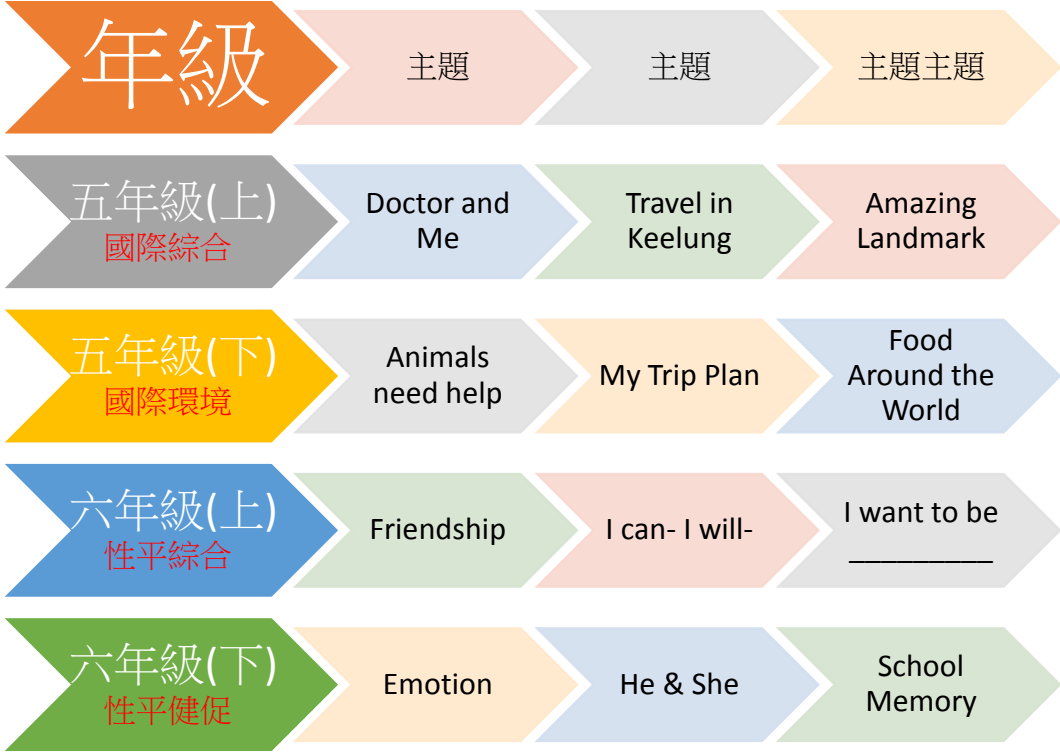 年級
主題
主題
主題主題
五年級(上)
國際綜合
Doctor and
Me
Travel in
Keelung
Amazing
Landmark
五年級(下)
國際環境
Animals
need help
My Trip Plan
Food
Around the
World
六年級(上)
性平綜合
Friendship
I can- I will-
I want to be
_________
六年級(下)
性平健促
Emotion
He & She
School
Memory